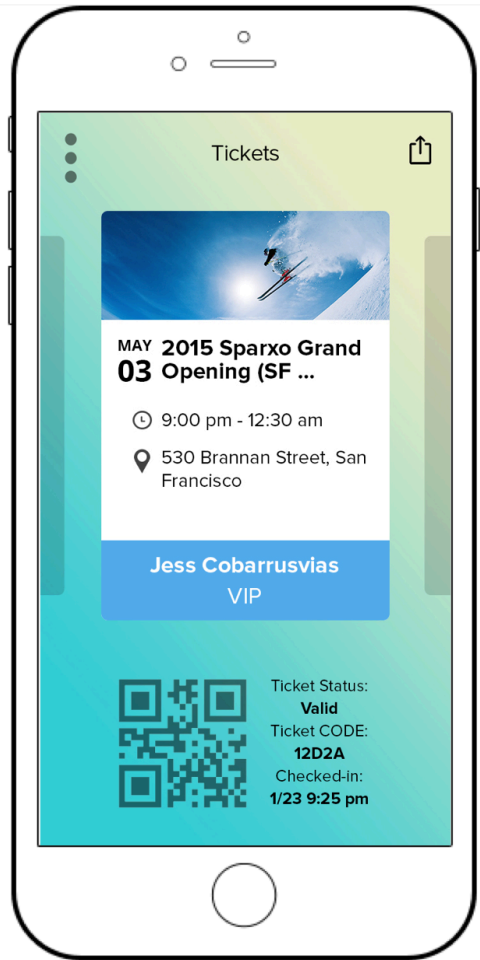 Tickets
MAY
03
2015 Sparxo Grand
Opening (SF ...
9:00 pm - 12:30 am
530 Brannan Street, San
Francisco
Jess Cobarrusvias
VIP
Ticket Status:
Valid
Ticket CODE:
12D2A
Checked-in:
1/23 9:25 pm